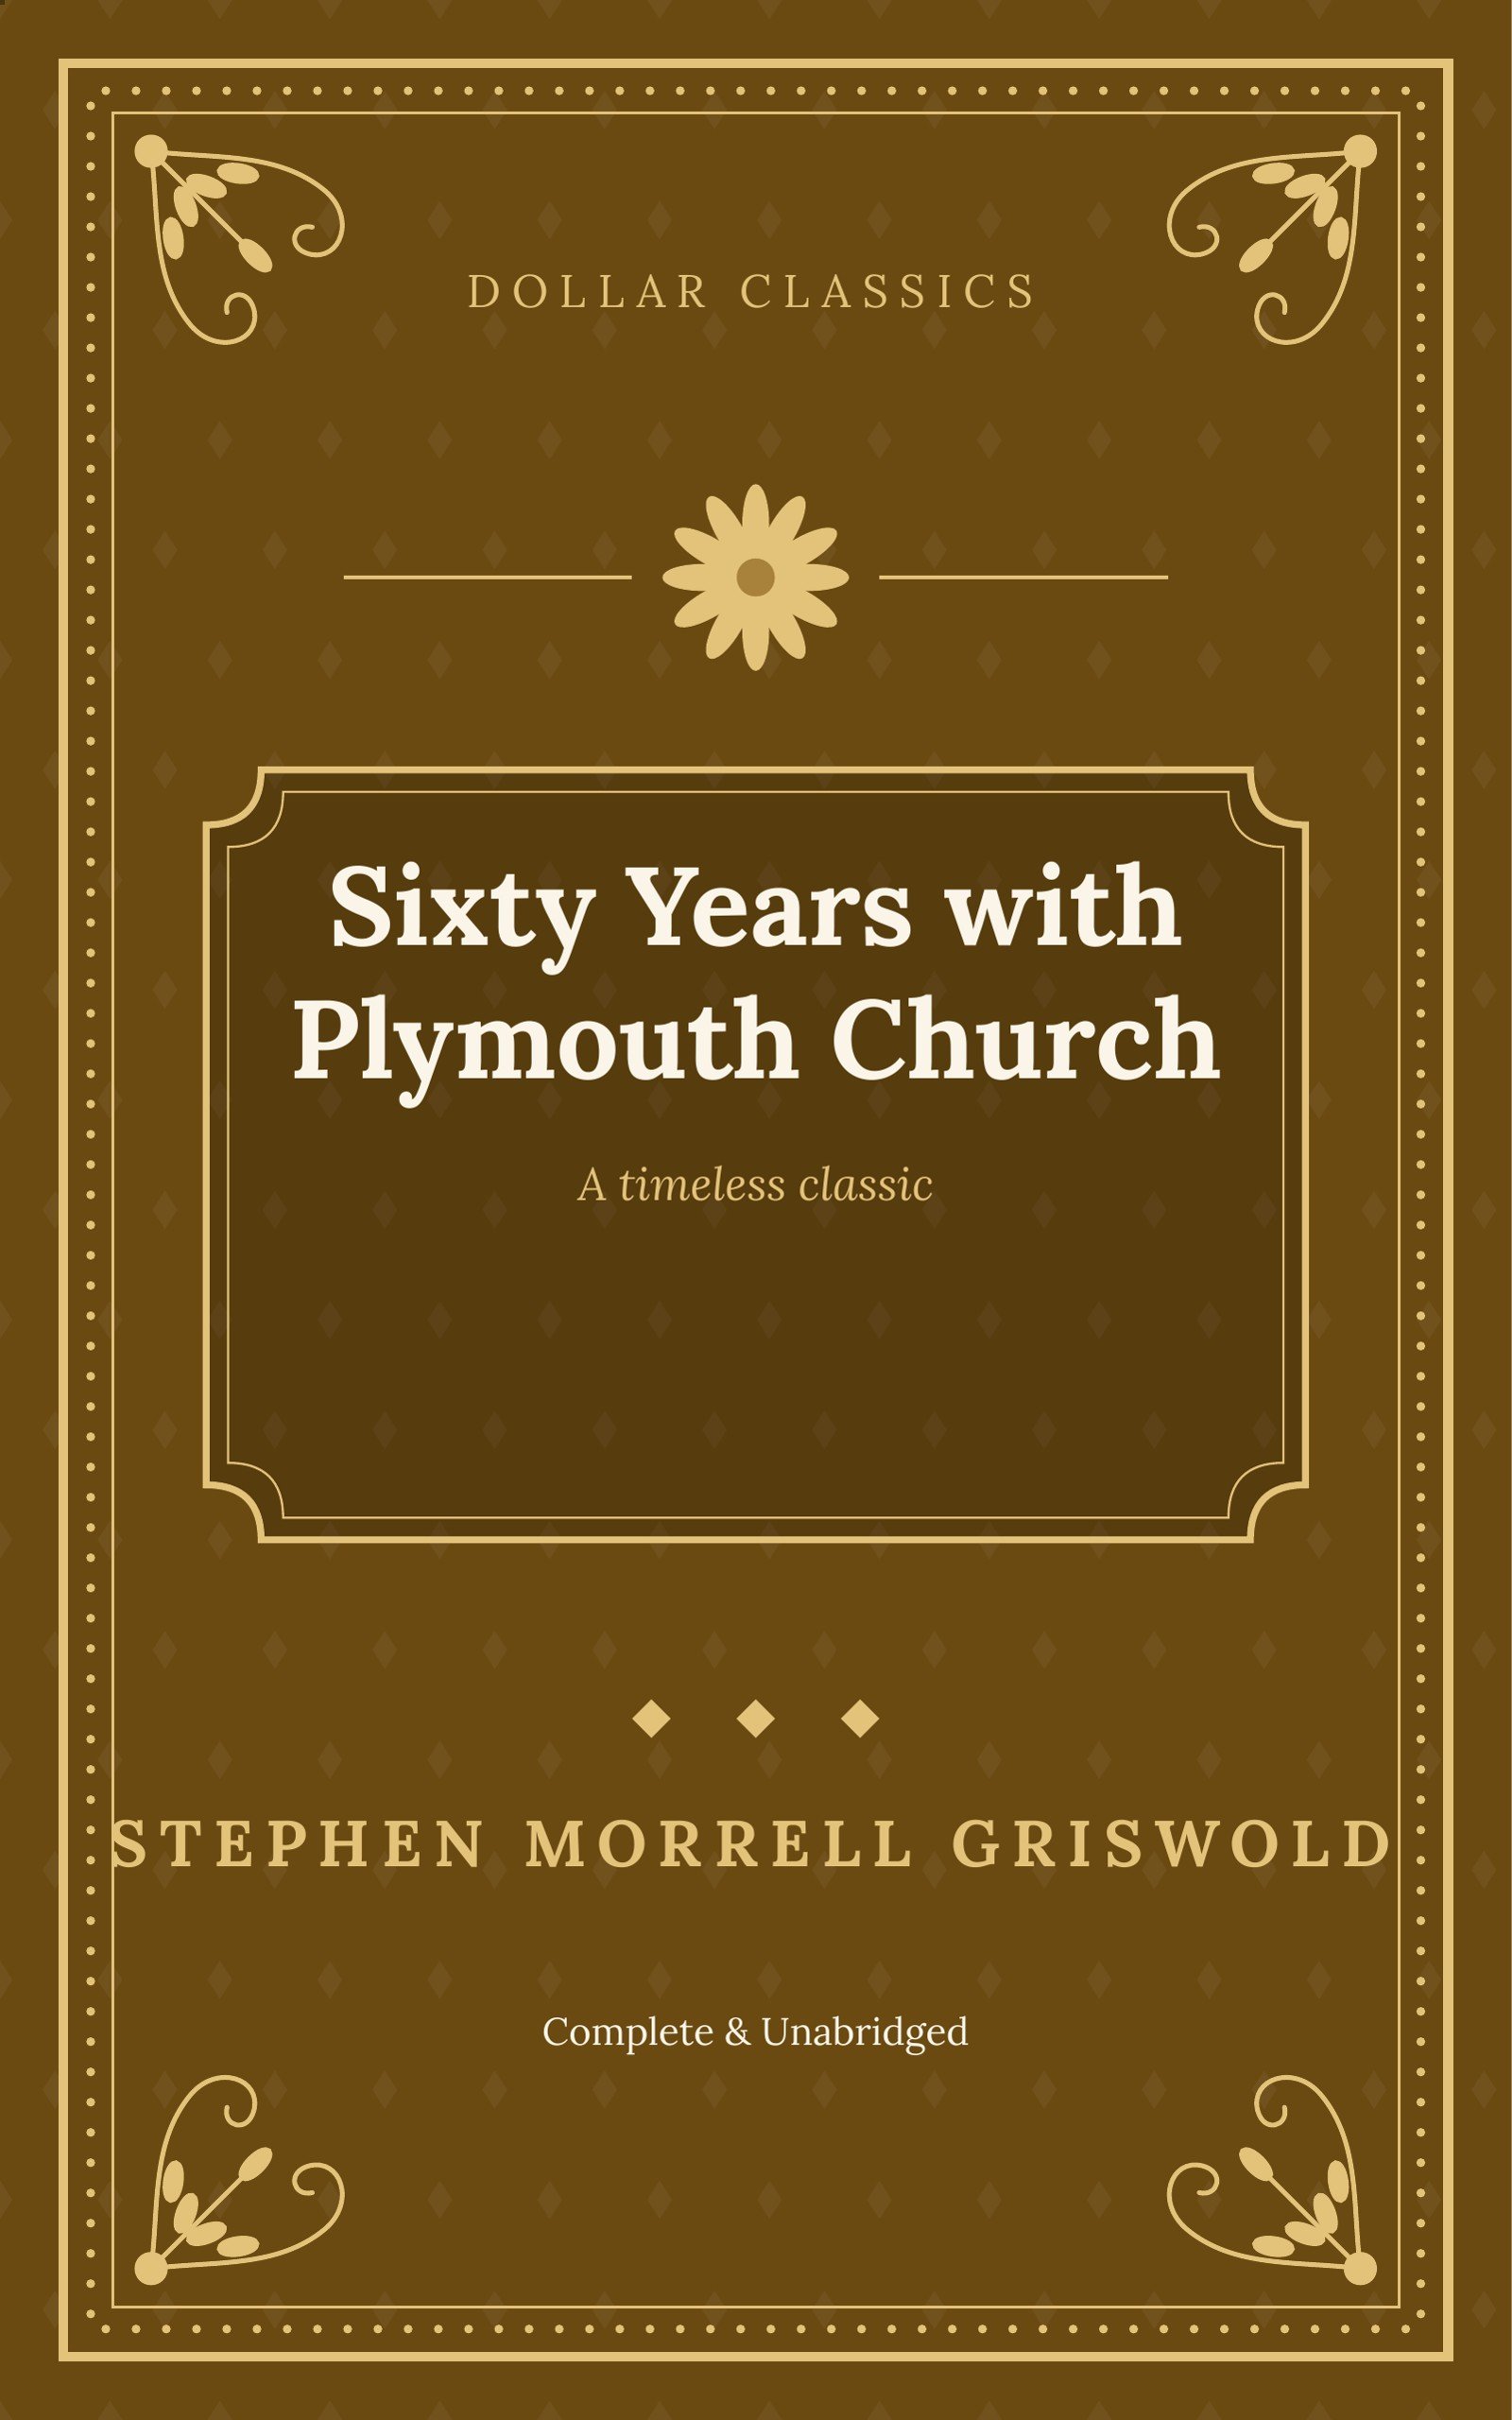 DOLLAR CLASSICS
Sixty Years with
Plymouth Church
A timeless classic
STEPHEN MORRELL GRISWOLD
Complete & Unabridged